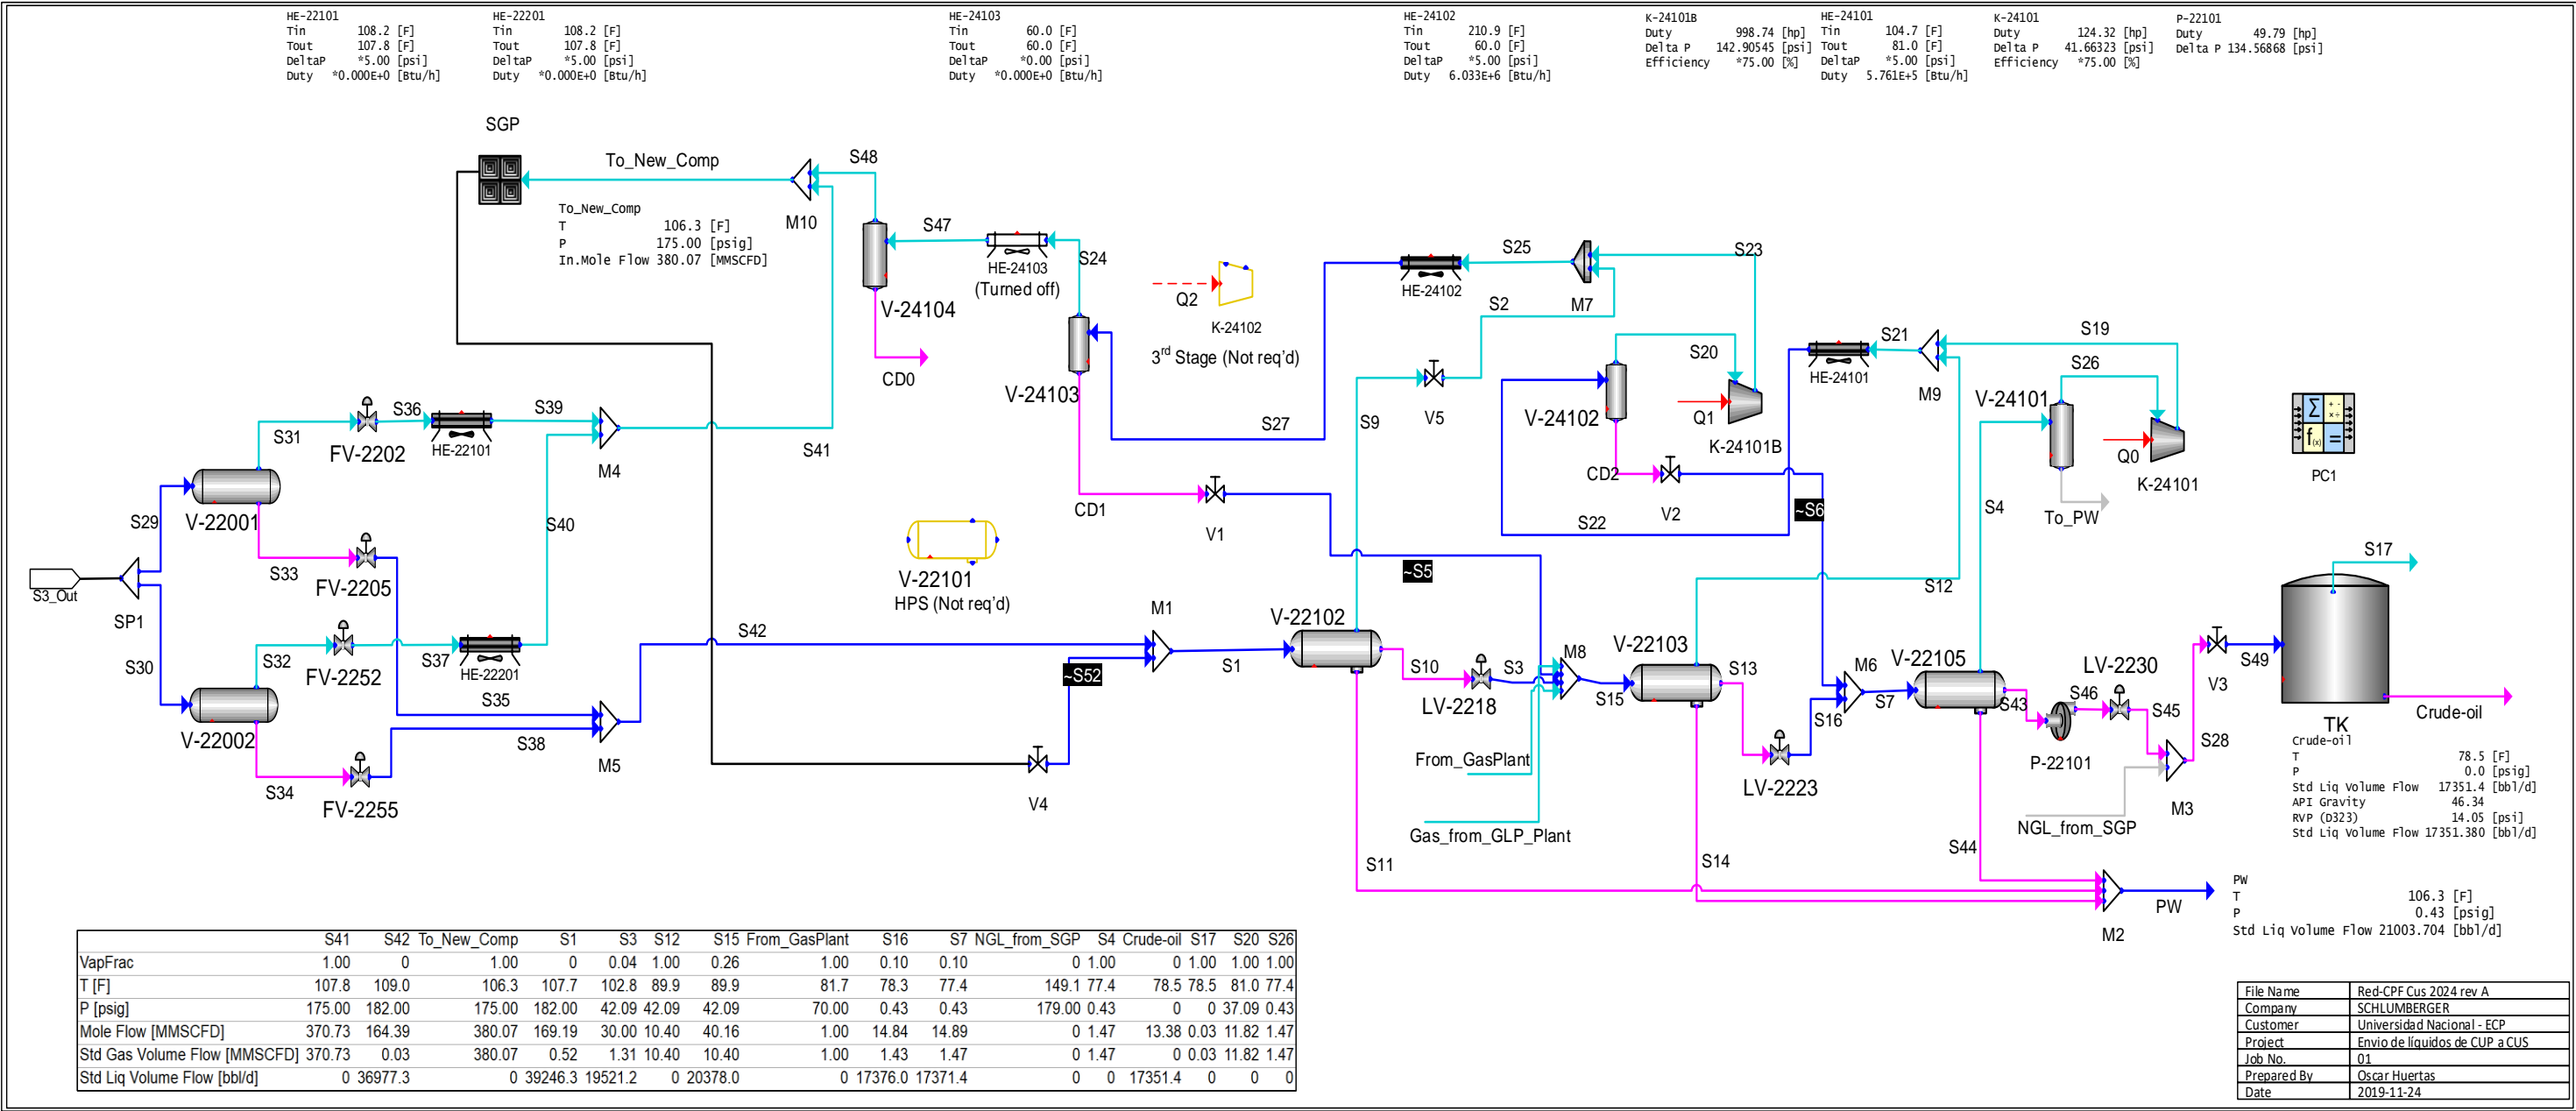 HE-22101
Tin 108.2 [F]
Tout 107.8 [F]
DeltaP *5.00 [psi]
Duty *0.000E+0 [Btu/h]
HE-22201
Tin 108.2 [F]
Tout 107.8 [F]
DeltaP *5.00 [psi]
Duty *0.000E+0 [Btu/h]
HE-24103
Tin 60.0 [F]
Tout 60.0 [F]
DeltaP *0.00 [psi]
Duty *0.000E+0 [Btu/h]
HE-24102
Tin 210.9 [F]
Tout 60.0 [F]
DeltaP *5.00 [psi]
Duty 6.033E+6 [Btu/h]
K-24101B
Duty 998.74 [hp]
Delta P 142.90545 [psi]
Efficiency *75.00 [%]
HE-24101
Tin 104.7 [F]
Tout 81.0 [F]
DeltaP *5.00 [psi]
Duty 5.761E+5 [Btu/h]
K-24101
Duty 124.32 [hp]
Delta P 41.66323 [psi]
Efficiency *75.00 [%]
P-22101
Duty 49.79 [hp]
Delta P 134.56868 [psi]
SGP
To_New_Comp
S48
M10
To_New_Comp
T 106.3 [F]
P 175.00 [psig]
In.Mole Flow 380.07 [MMSCFD]
S47
V-24104
CD0
HE-24103
(Turned off)
S24
V-24103
CD1
Q2
K-24102
3rd Stage (Not req'd)
S27
HE-24102
S25
M7
S23
S2
S9
V5
S20
V-24102
Q1
K-24101B
CD2
V2
S22
~S6
HE-24101
S21
M9
S19
S26
V-24101
Q0
K-24101
To_PW
S4
PC1
S31
FV-2202
S36
HE-22101
S39
M4
S41
S29
V-22001
S33
FV-2205
S40
S3_Out
SP1
S30
V-22002
S32
FV-2252
S37
HE-22201
S35
S34
FV-2255
S38
M5
S42
V-22101
HPS (Not req'd)
V1
~S5
V4
~S52
M1
S1
V-22102
S10
LV-2218
S3
M8
S15
From_GasPlant
Gas_from_GLP_Plant
S11
V-22103
S13
S12
LV-2223
S16
M6
S7
S14
V-22105
S43
S44
P-22101
S46
LV-2230
S45
M3
NGL_from_SGP
S28
V3
S49
S17
TK
Crude-oil
Crude-oil
T 78.5 [F]
P 0.0 [psig]
Std Liq Volume Flow 17351.4 [bbl/d]
API Gravity 46.34
RVP (D323) 14.05 [psi]
Std Liq Volume Flow 17351.380 [bbl/d]
M2
PW
PW
T 106.3 [F]
P 0.43 [psig]
Std Liq Volume Flow 21003.704 [bbl/d]
S41 S42 To_New_Comp S1 S3 S12 S15 From_GasPlant S16 S7 NGL_from_SGP S4 Crude-oil S17 S20 S26
VapFrac 1.00 0 1.00 0 0.04 1.00 0.26 1.00 0.10 0.10 0 1.00 0 1.00 1.00 1.00
T [F] 107.8 109.0 106.3 107.7 102.8 89.9 89.9 81.7 78.3 77.4 149.1 77.4 78.5 78.5 81.0 77.4
P [psig] 175.00 182.00 175.00 182.00 42.09 42.09 42.09 70.00 0.43 0.43 179.00 0.43 0 0 37.09 0.43
Mole Flow [MMSCFD] 370.73 164.39 380.07 169.19 30.00 10.40 40.16 1.00 14.84 14.89 0 1.47 13.38 0.03 11.82 1.47
Std Gas Volume Flow [MMSCFD] 370.73 0.03 380.07 0.52 1.31 10.40 10.40 1.00 1.43 1.47 0 1.47 0 0.03 11.82 1.47
Std Liq Volume Flow [bbl/d] 0 36977.3 0 39246.3 19521.2 0 20378.0 0 17376.0 17371.4 0 0 17351.4 0 0 0
File Name Red-CPF Cus 2024 rev A
Company SCHLUMBERGER
Customer Universidad Nacional - ECP
Project Envio de líquidos de CUP a CUS
Job No. 01
Prepared By Oscar Huertas
Date 2019-11-24